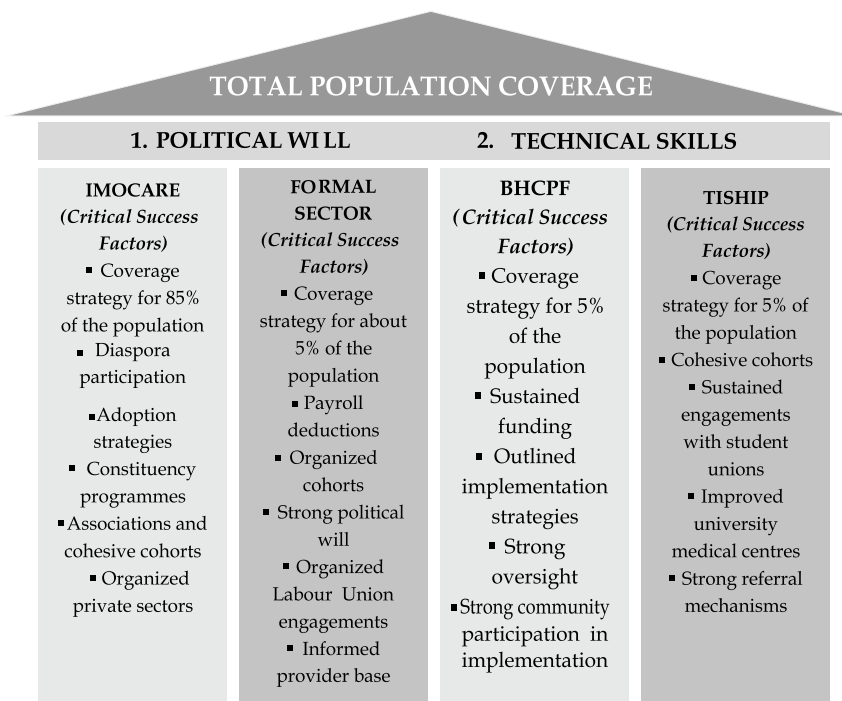 TOTAL POPULATION COVERAGE
1. POLITICAL WILL
2. TECHNICAL SKILLS
IMOCARE
(Critical Success
Factors)
▪ Coverage
strategy for 85%
of the population
▪ Diaspora
participation
▪Adoption
strategies
▪ Constituency
programmes
▪Associations and
cohesive cohorts
▪ Organized
private sectors
FORMAL
SECTOR
(Critical Success
Factors)
▪ Coverage
strategy for about
5% of the
population
▪ Payroll
deductions
▪ Organized
cohorts
▪ Strong political
will
▪ Organized
Labour Union
engagements
▪ Informed
provider base
BHCPF
(Critical Success
Factors)
▪ Coverage
strategy for 5%
of the
population
▪ Sustained
funding
▪ Outlined
implementation
strategies
▪ Strong
oversight
▪Strong community
participation in
implementation
TISHIP
(Critical Success
Factors)
▪ Coverage
strategy for 5% of
the population
▪ Cohesive cohorts
▪ Sustained
engagements
with student
unions
▪ Improved
university
medical centres
▪ Strong referral
mechanisms